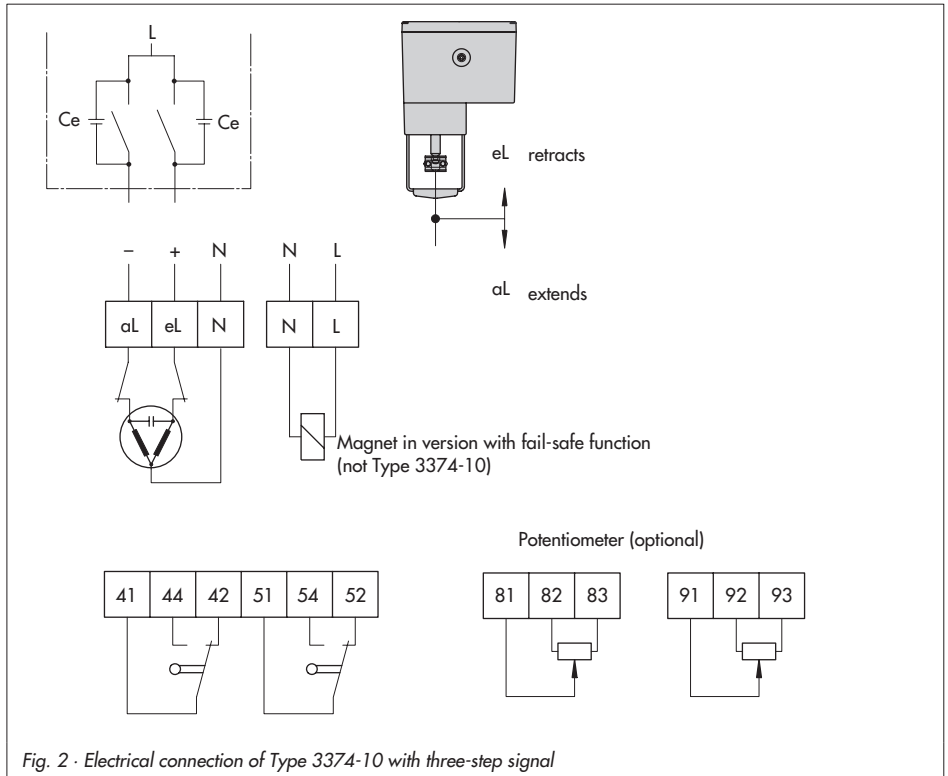 L
Ce Ce
eL retracts
aL extends
– + N N L
aL eL N N L
Magnet in version with fail-safe function
(not Type 3374-10)
Potentiometer (optional)
41 44 42 51 54 52 81 82 83 91 92 93
Fig. 2 · Electrical connection of Type 3374-10 with three-step signal